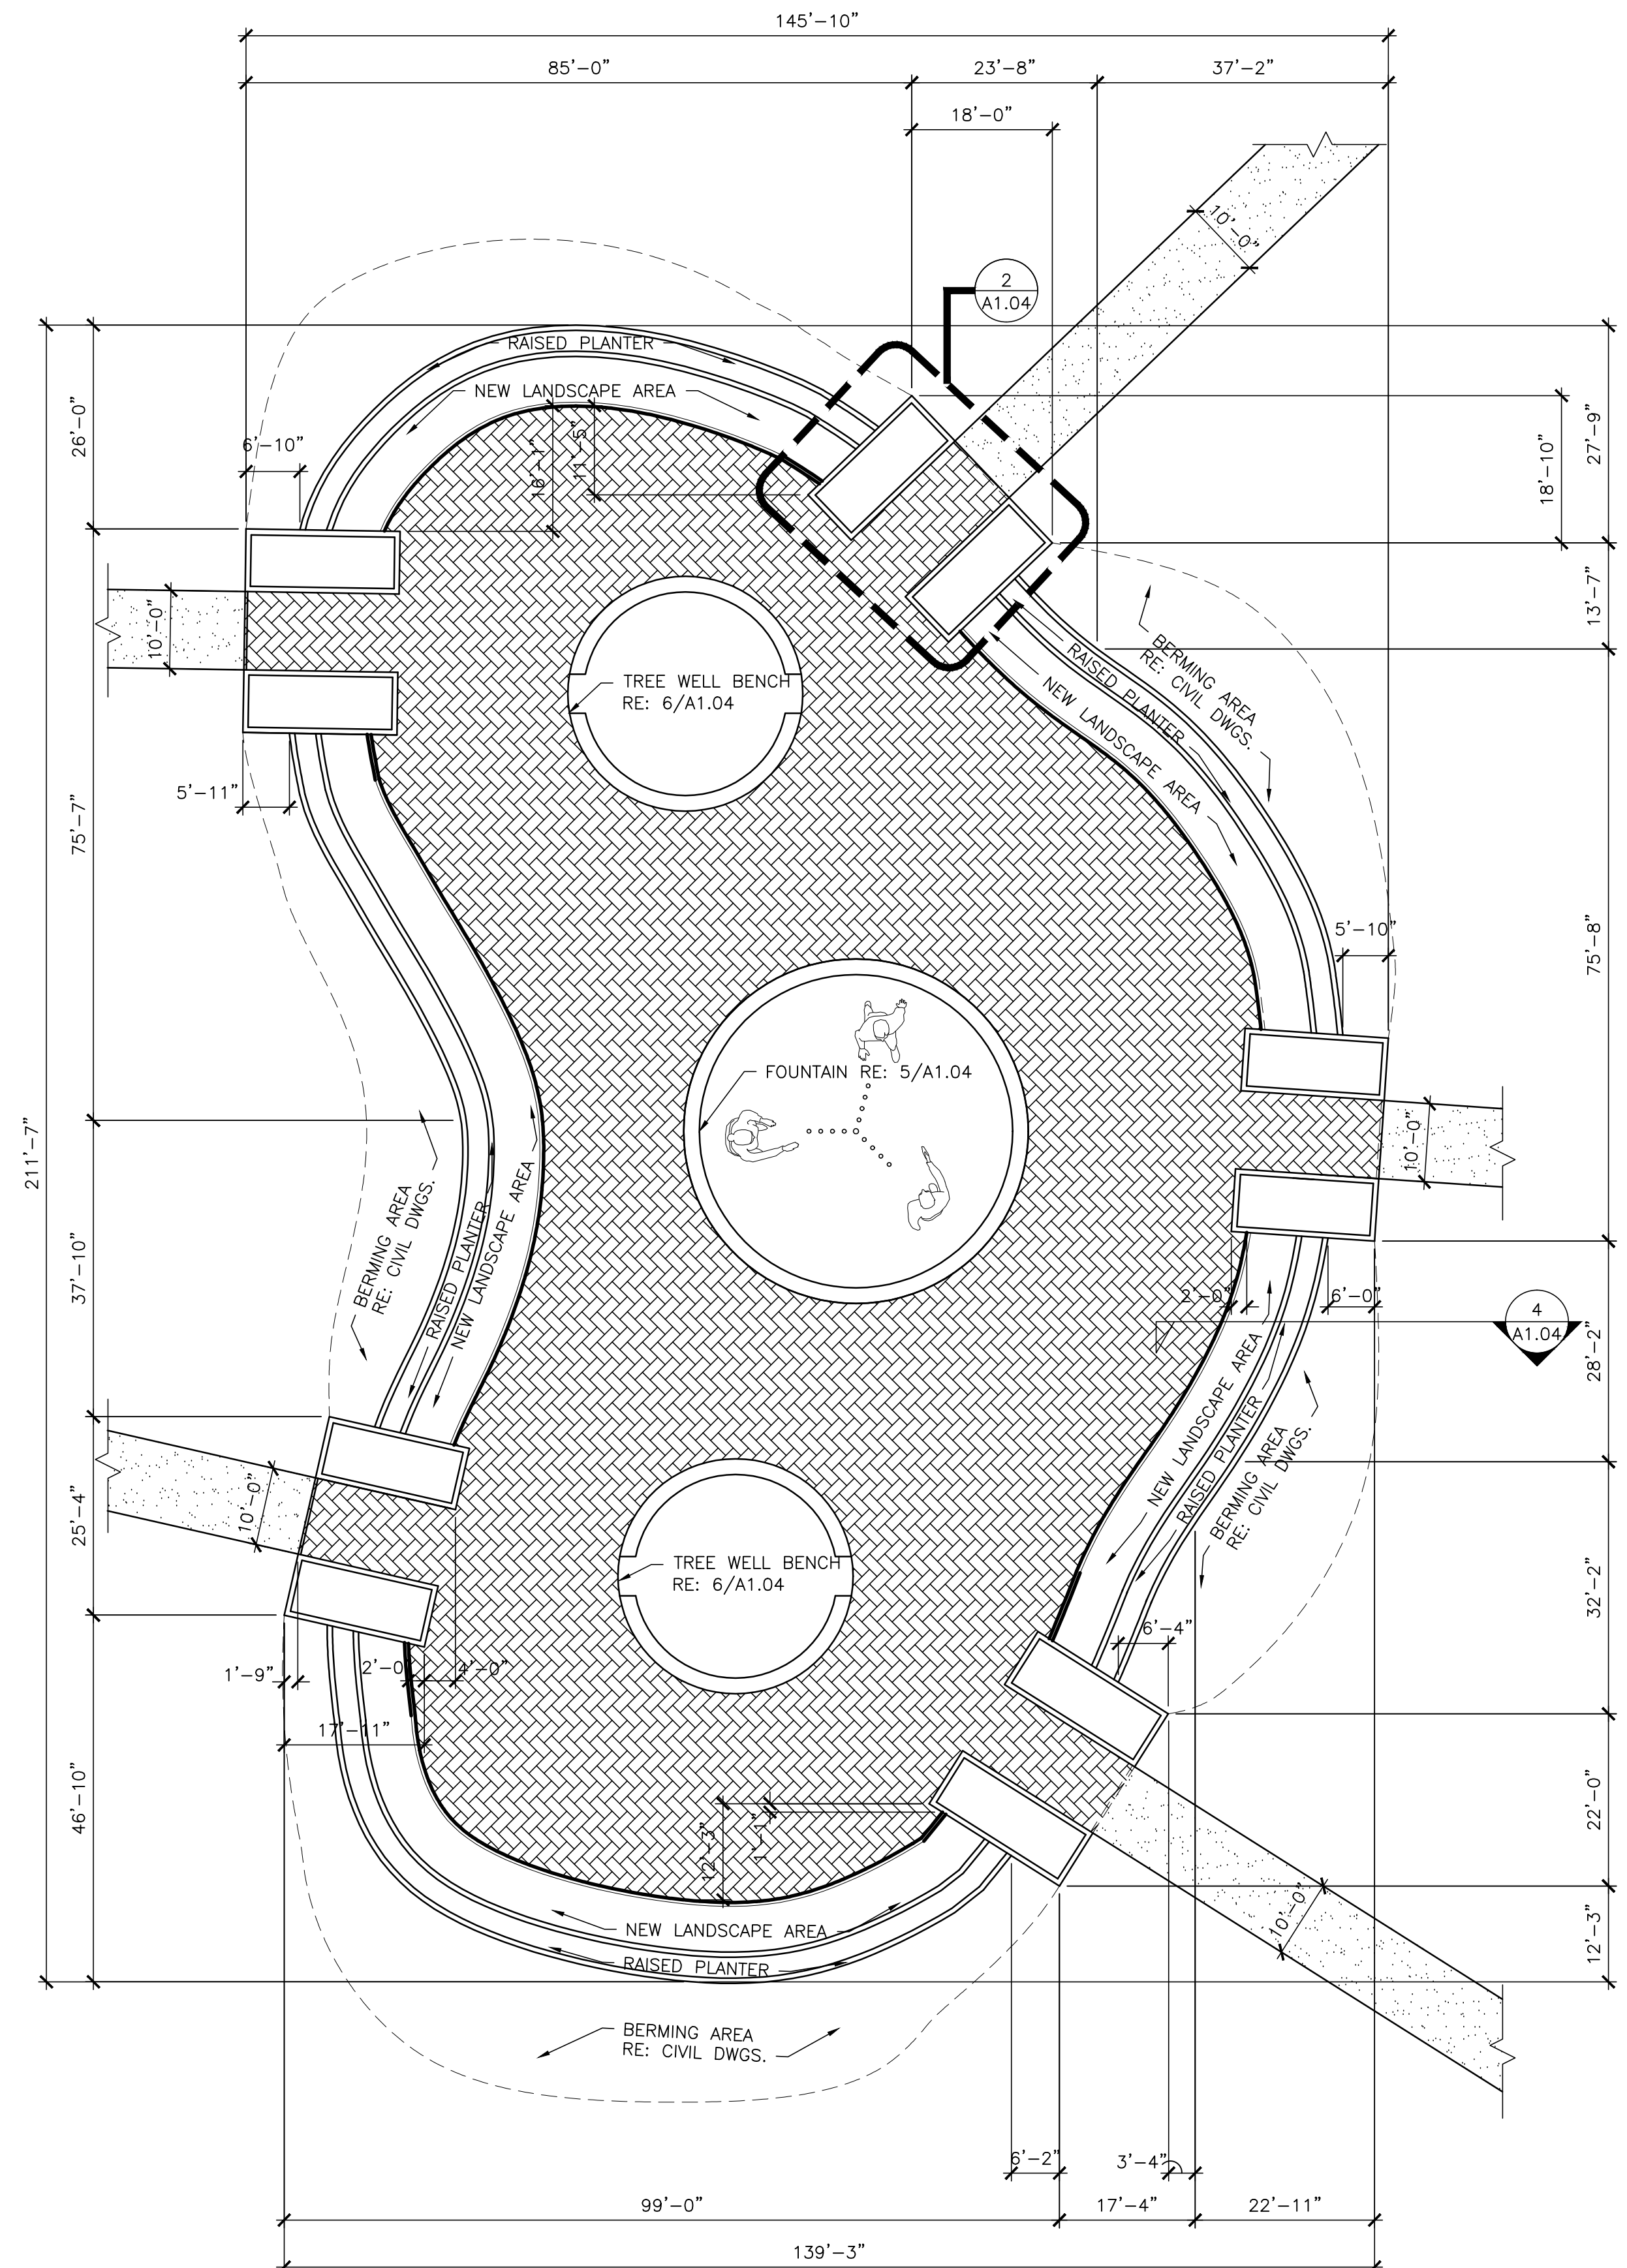 145'-10"
85'-0"
23'-8"
37'-2"
18'-0"
10'-0"
2
A1.04
RAISED PLANTER
NEW LANDSCAPE AREA
26'-0"
6'-10"
16'-1"
11'-5"
27'-9"
18'-10"
10'-0"
13'-7"
TREE WELL BENCH
RE: 6/A1.04
BERMING AREA
RE: CIVIL DWGS.
RAISED PLANTER
NEW LANDSCAPE AREA
5'-11"
75'-7"
5'-10"
75'-8"
FOUNTAIN RE: 5/A1.04
211'-7"
10'-0"
BERMING AREA
RE: CIVIL DWGS.
RAISED PLANTER
NEW LANDSCAPE AREA
37'-10"
2'-0"
6'-0"
4
A1.04
28'-2"
NEW LANDSCAPE AREA
RAISED PLANTER
BERMING AREA
RE: CIVIL DWGS.
10'-0"
25'-4"
TREE WELL BENCH
RE: 6/A1.04
32'-2"
6'-4"
1'-9"
2'-0
4'-0"
17'-11"
46'-10"
12'-3"
1'-1"
22'-0"
10'-0"
NEW LANDSCAPE AREA
RAISED PLANTER
12'-3"
BERMING AREA
RE: CIVIL DWGS.
6'-2"
3'-4"
99'-0"
17'-4"
22'-11"
139'-3"